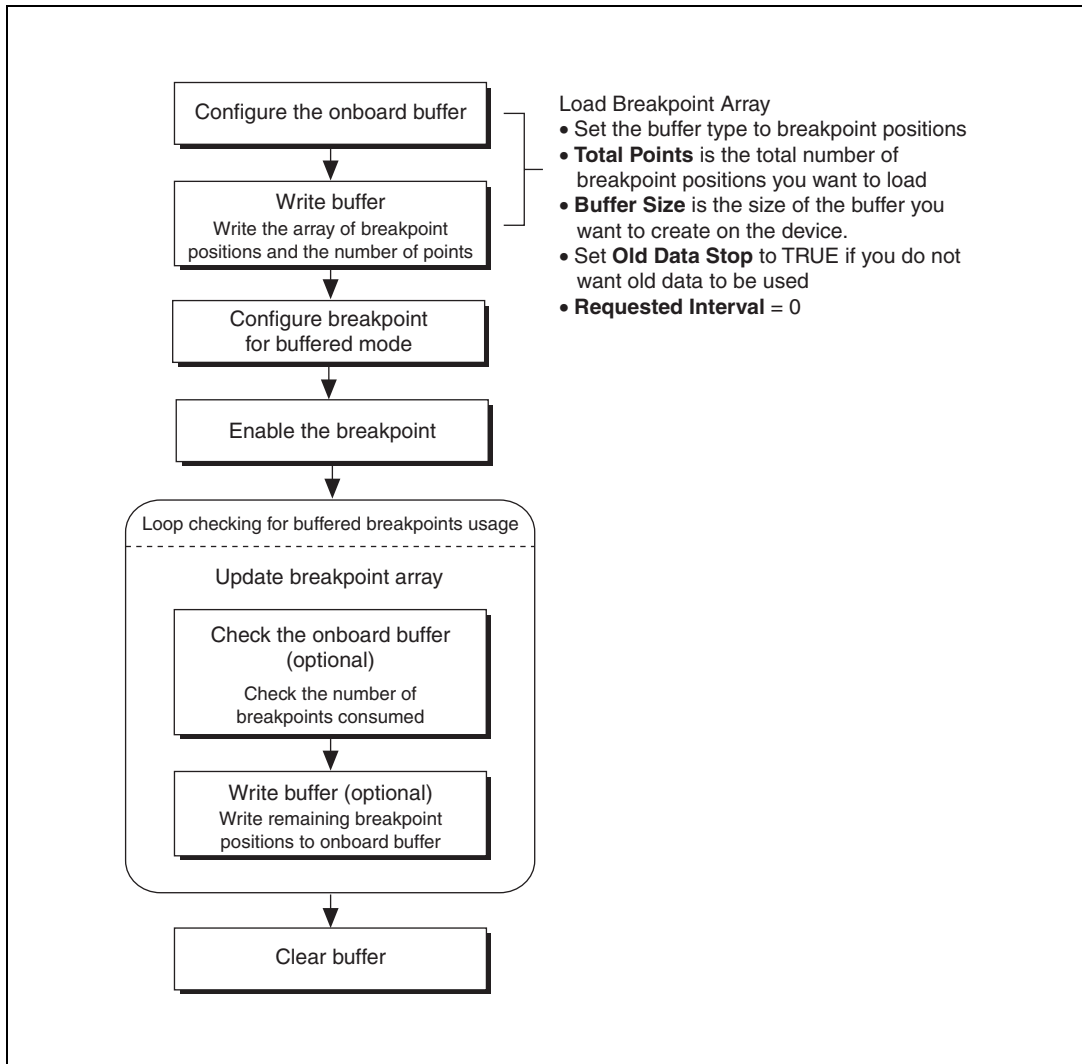 Configure the onboard buffer
Write buffer
Write the array of breakpoint
positions and the number of points
Load Breakpoint Array
• Set the buffer type to breakpoint positions
• Total Points is the total number of
breakpoint positions you want to load
• Buffer Size is the size of the buffer you
want to create on the device.
• Set Old Data Stop to TRUE if you do not
want old data to be used
• Requested Interval = 0
Configure breakpoint
for buffered mode
Enable the breakpoint
Loop checking for buffered breakpoints usage
Update breakpoint array
Check the onboard buffer
(optional)
Check the number of
breakpoints consumed
Write buffer (optional)
Write remaining breakpoint
positions to onboard buffer
Clear buffer